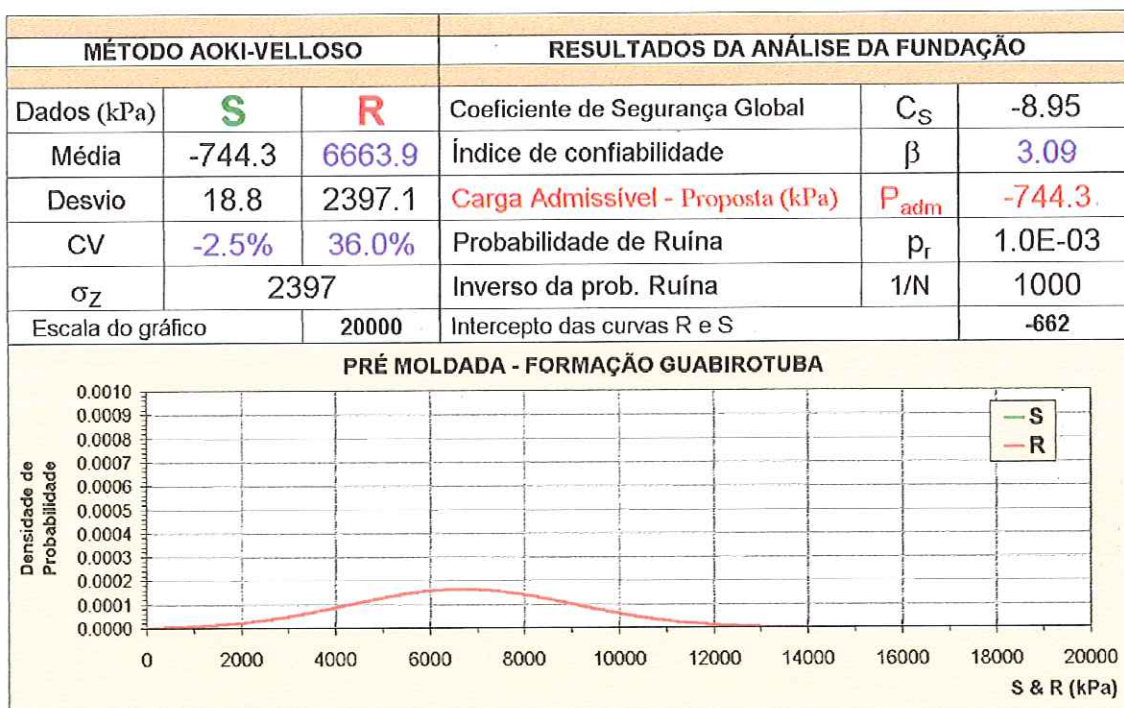 MÉTODO AOKI-VELLOSO RESULTADOS DA ANÁLISE DA FUNDAÇÃO
Dados (kPa) S R Coeficiente de Segurança Global CS -8.95
Média -744.3 6663.9 Índice de confiabilidade β 3.09
Desvio 18.8 2397.1 Carga Admissível - Proposta (kPa) Padm -744.3
CV -2.5% 36.0% Probabilidade de Ruína pr 1.0E-03
σZ 2397 Inverso da prob. Ruína 1/N 1000
Escala do gráfico 20000 Intercepto das curvas R e S -662
PRÉ MOLDADA - FORMAÇÃO GUABIROTUBA
Densidade de
Probabilidade
0.0010
0.0009
0.0008
0.0007
0.0006
0.0005
0.0004
0.0003
0.0002
0.0001
0.0000
S
R
0 2000 4000 6000 8000 10000 12000 14000 16000 18000 20000
S & R (kPa)